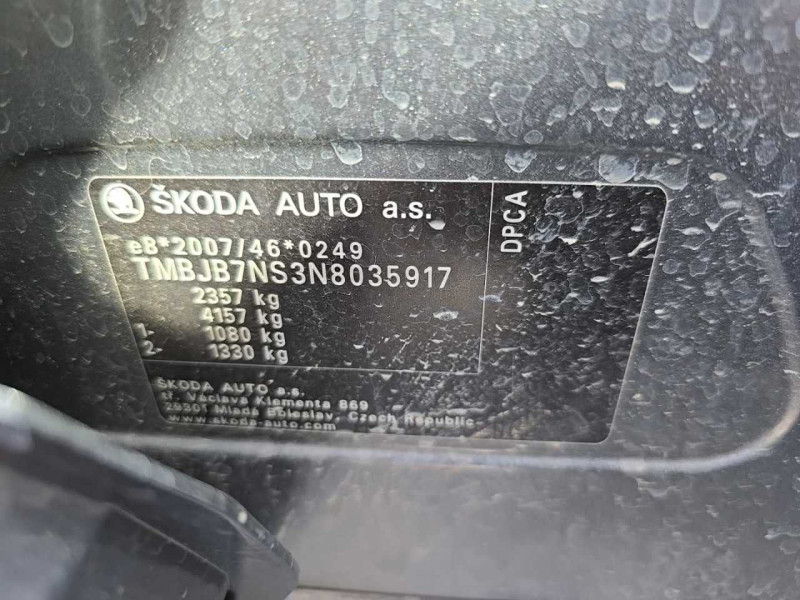 ŠKODA AUTO a.s.
e8*2007/46*0249
TMBJB7NS3N8035917
2357 kg
4157 kg
1. 1080 kg
2. 1330 kg
DPCA
ŠKODA AUTO a.s.
tř. Václava Klementa 869
29301 Mladá Boleslav, Czech Republic
www.skoda-auto.com